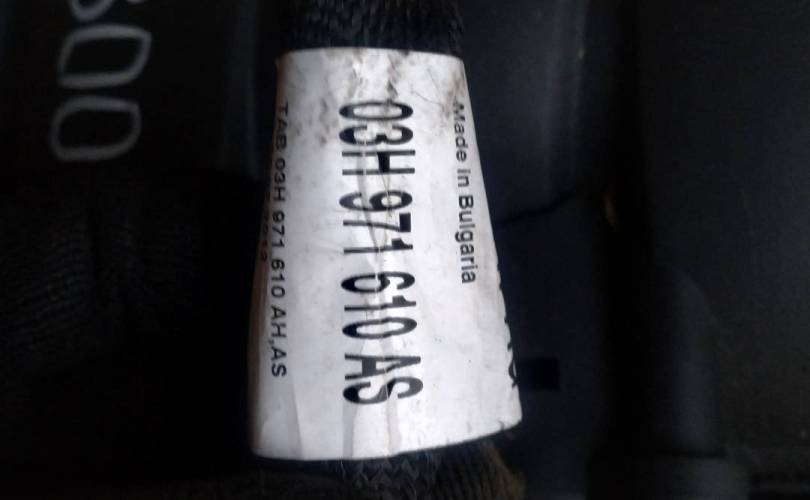 Made in Bulgaria
03H 971 610 AS
TAB 03H 971 610 AH,AS